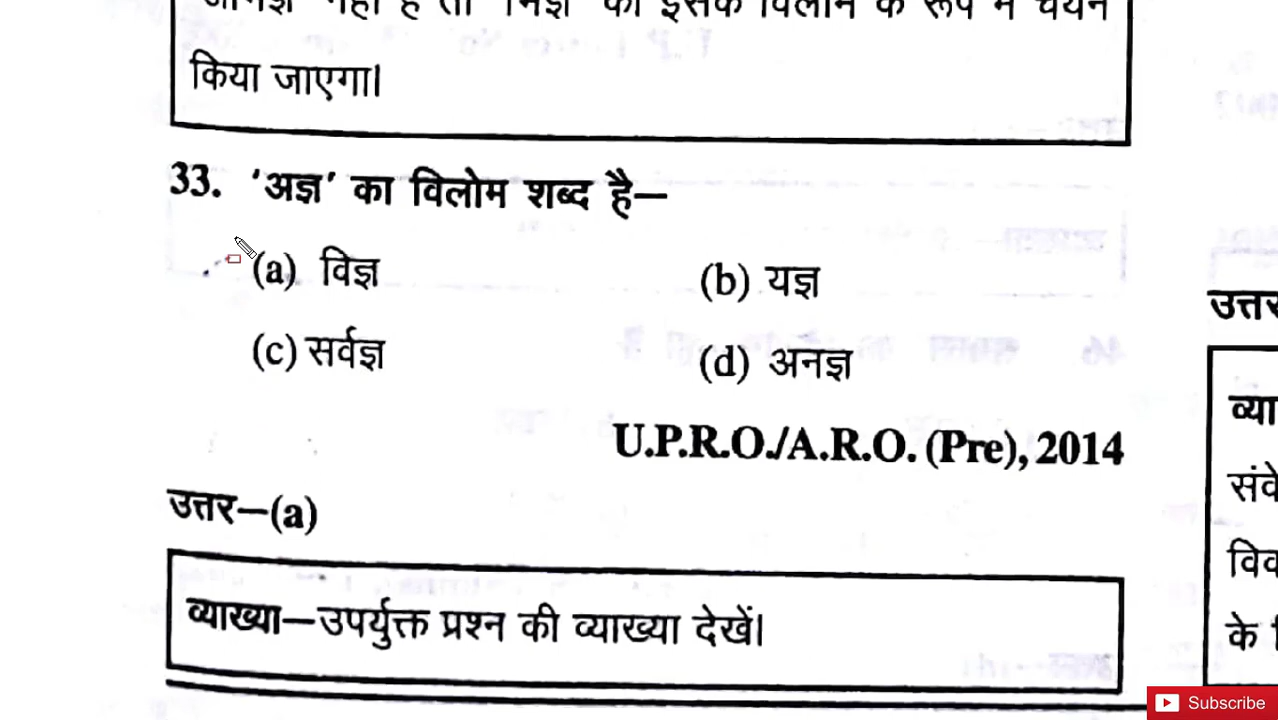 किया जाएगा।
33. 'अज्ञ' का विलोम शब्द है—
(a) विज्ञ (b) यज्ञ
(c) सर्वज्ञ (d) अनज्ञ
U.P.R.O./A.R.O. (Pre), 2014
उत्तर—(a)
व्याख्या—उपर्युक्त प्रश्न की व्याख्या देखें।
Subscribe